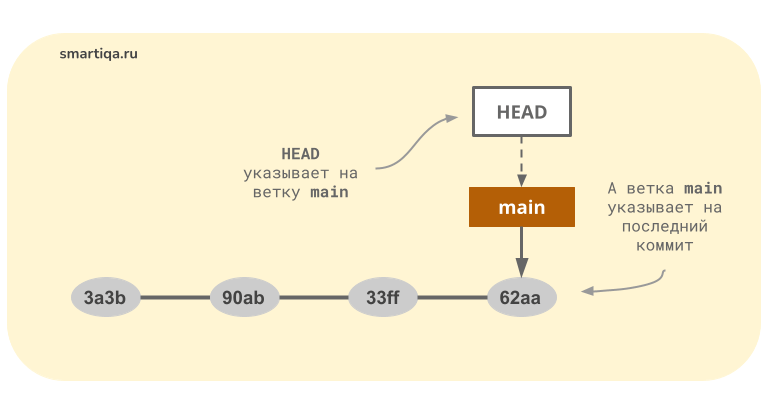 smartiqa.ru
HEAD
HEAD
указывает на
ветку main
main
А ветка main
указывает на
последний
коммит
3a3b
90ab
33ff
62aa